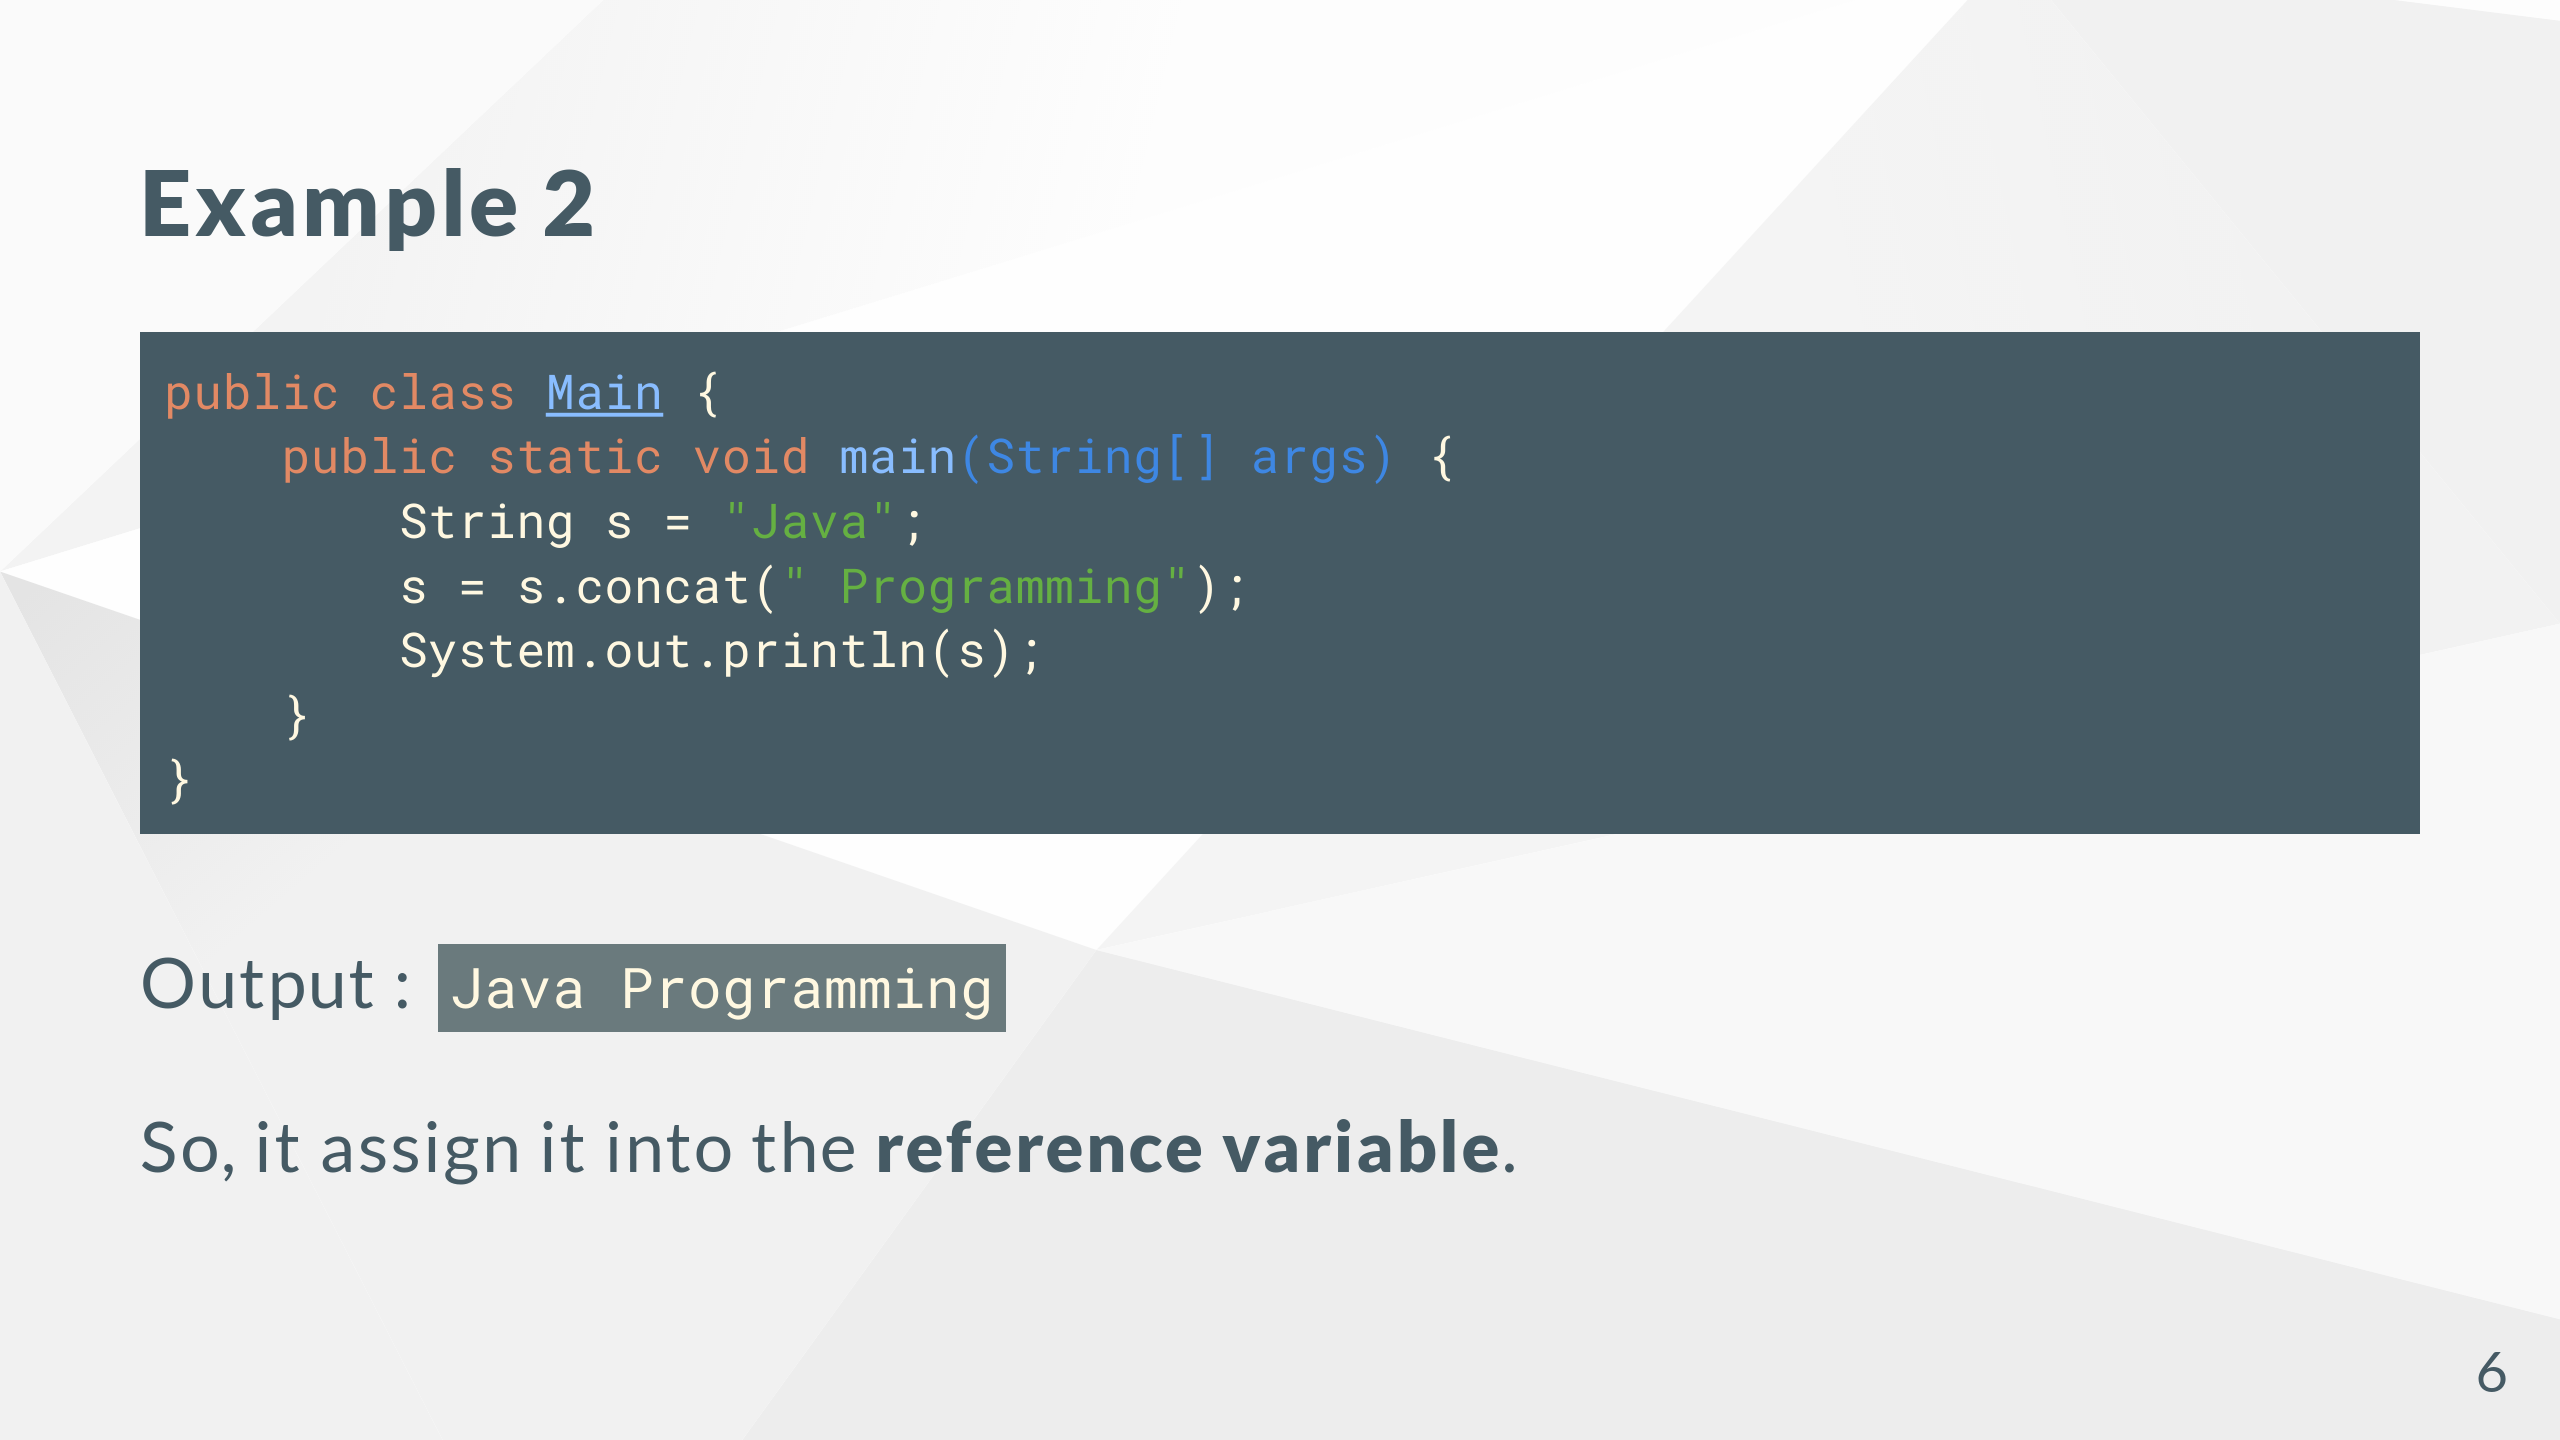 Example 2
public class Main {
    public static void main(String[] args) {
        String s = "Java";
        s = s.concat(" Programming");
        System.out.println(s);
    }
}
Output : Java Programming
So, it assign it into the reference variable.
6